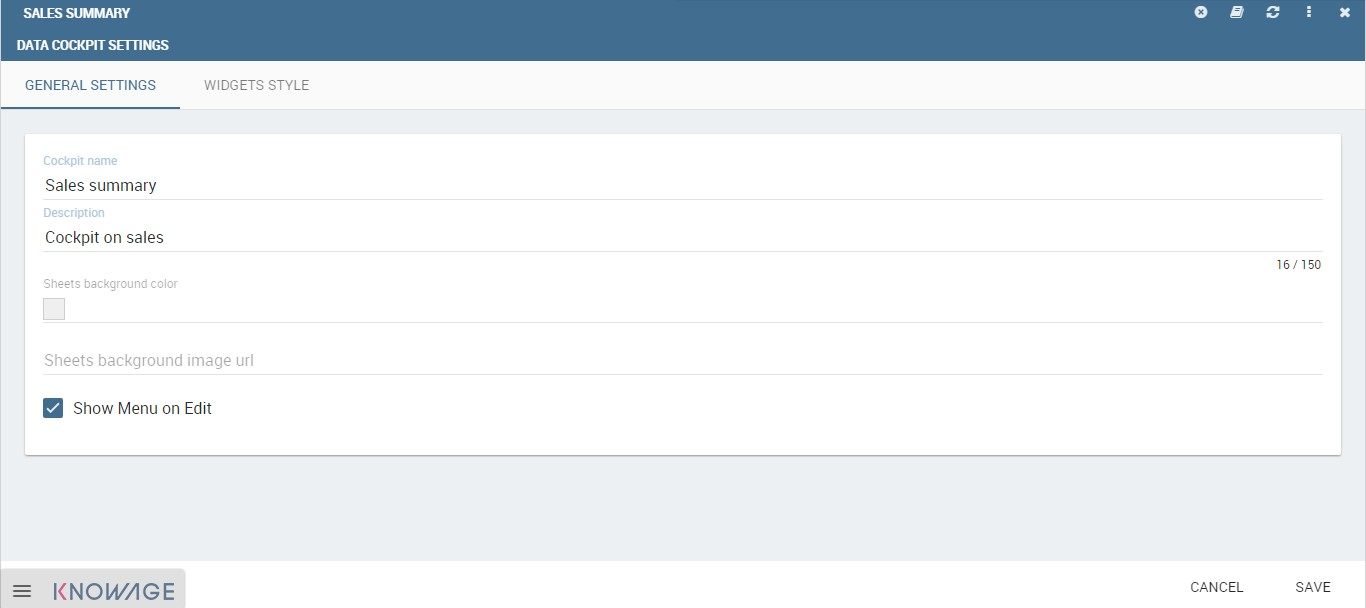 SALES SUMMARY
DATA COCKPIT SETTINGS
GENERAL SETTINGS WIDGETS STYLE
Cockpit name
Sales summary
Description
Cockpit on sales
16 / 150
Sheets background color
Sheets background image url
Show Menu on Edit
KNOWAGE CANCEL SAVE